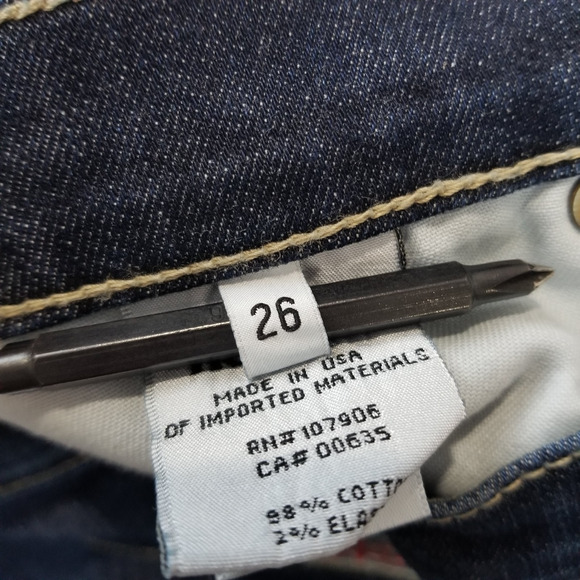 26
MADE IN USA
OF IMPORTED MATERIALS
RN# 107906
CA# 00635
98% COTT
2% ELAS